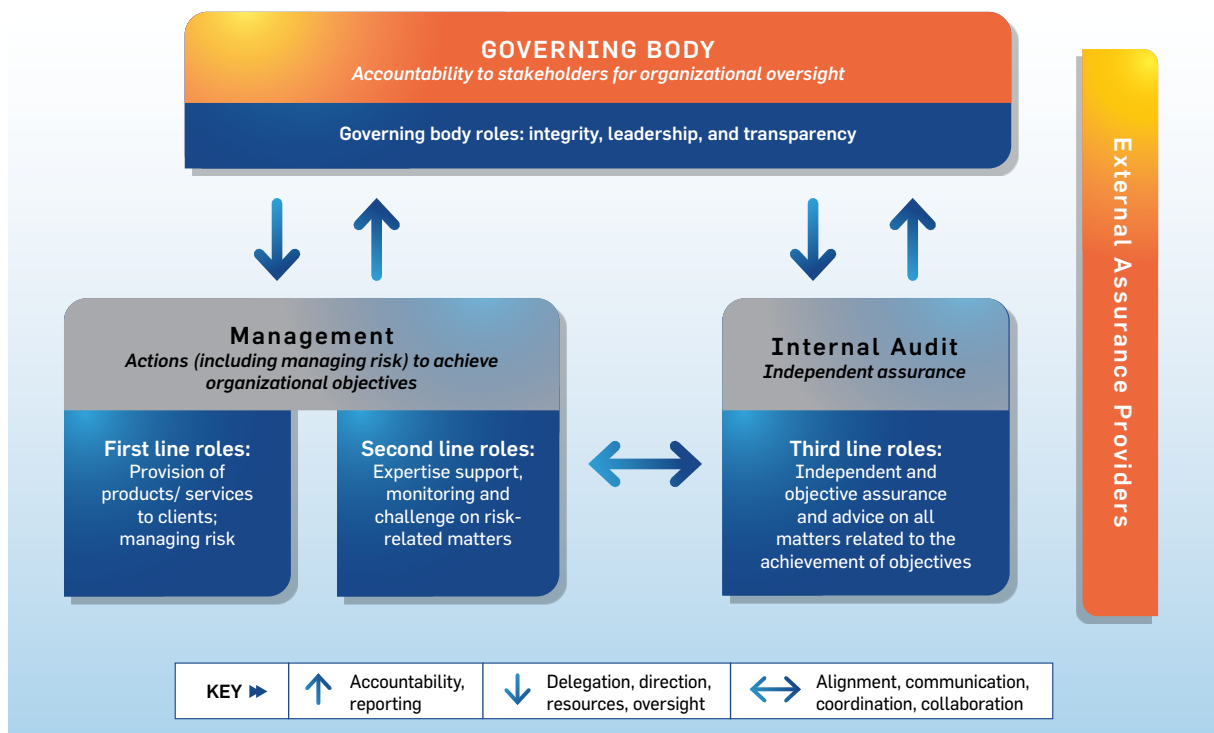 GOVERNING BODY
Accountability to stakeholders for organizational oversight
Governing body roles: integrity, leadership, and transparency
Management
Actions (including managing risk) to achieve
organizational objectives
First line roles:
Provision of
products/ services
to clients;
managing risk
Second line roles:
Expertise support,
monitoring and
challenge on risk-
related matters
Internal Audit
Independent assurance
Third line roles:
Independent and
objective assurance
and advice on all
matters related to the
achievement of objectives
External Assurance Providers
KEY
Accountability,
reporting
Delegation, direction,
resources, oversight
Alignment, communication,
coordination, collaboration